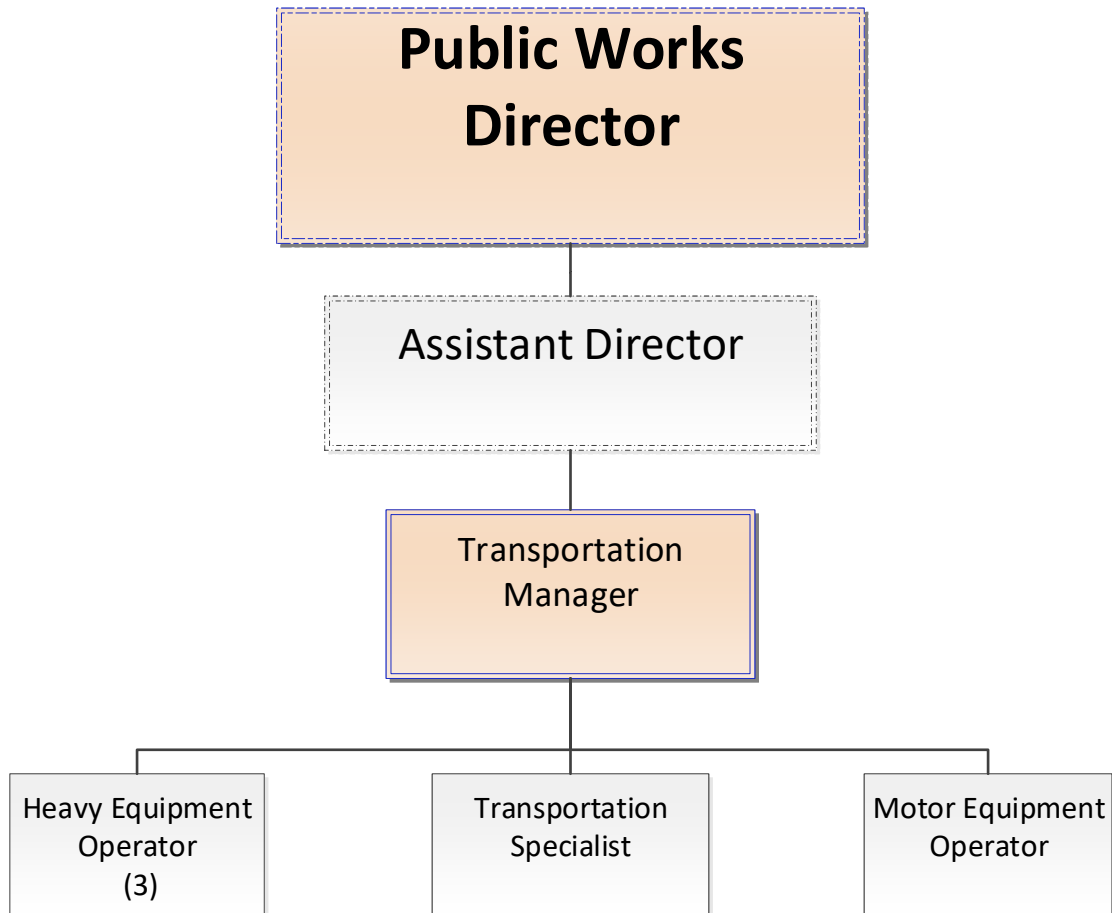 Public Works
Director
Assistant Director
Transportation
Manager
Heavy Equipment
Operator
(3)
Transportation
Specialist
Motor Equipment
Operator